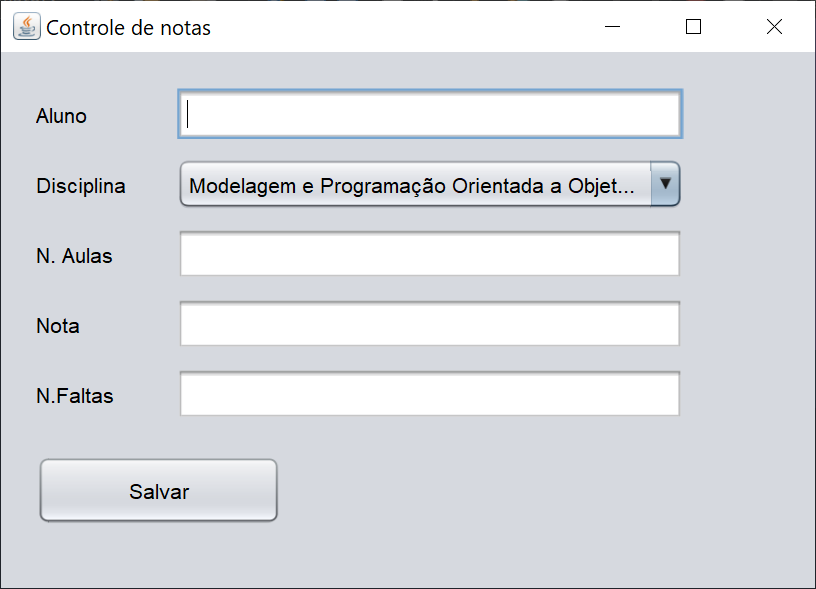 Controle de notas
Aluno
Disciplina Modelagem e Programação Orientada a Objet...
N. Aulas
Nota
N.Faltas
Salvar